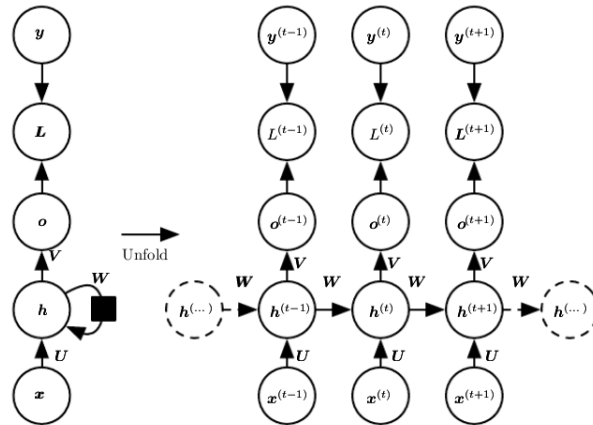 y y^(t−1) y^(t) y^(t+1)
L L^(t−1) L^(t) L^(t+1)
o o^(t−1) o^(t) o^(t+1)
Unfold
V V V V
W W W W W
h h^(...) h^(t−1) h^(t) h^(t+1) h^(...)
U U U U
x x^(t−1) x^(t) x^(t+1)